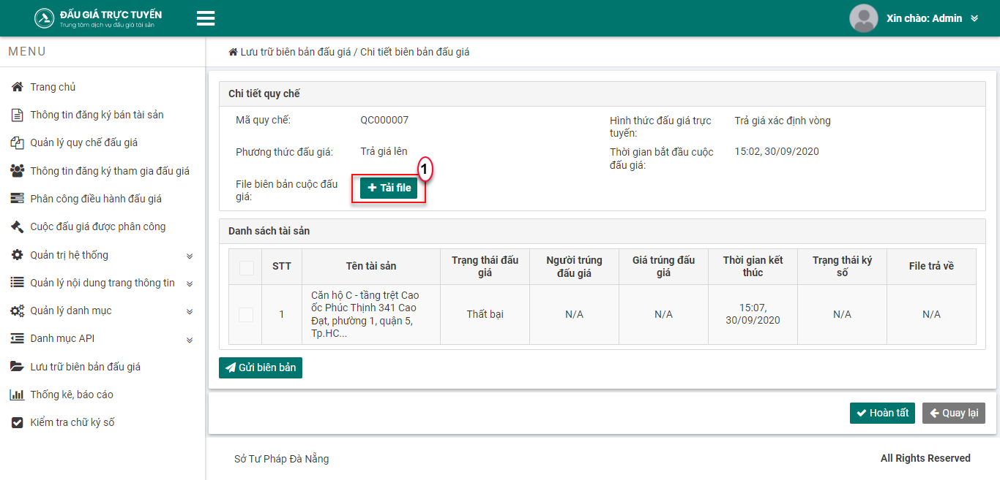 ĐẤU GIÁ TRỰC TUYẾN
Trung tâm dịch vụ đấu giá tài sản
Xin chào: Admin
MENU
Lưu trữ biên bản đấu giá / Chi tiết biên bản đấu giá
Trang chủ
Thông tin đăng ký bán tài sản
Quản lý quy chế đấu giá
Thông tin đăng ký tham gia đấu giá
Phân công điều hành đấu giá
Cuộc đấu giá được phân công
Quản trị hệ thống
Quản lý nội dung trang thông tin
Quản lý danh mục
Danh mục API
Lưu trữ biên bản đấu giá
Thống kê, báo cáo
Kiểm tra chữ ký số
Chi tiết quy chế
Mã quy chế:
QC000007
Hình thức đấu giá trực
tuyến:
Trả giá xác định vòng
Phương thức đấu giá:
Trả giá lên
Thời gian bắt đầu cuộc
đấu giá:
15:02, 30/09/2020
File biên bản cuộc đấu
giá:
Tải file
1
Danh sách tài sản
STT
Tên tài sản
Trạng thái đấu
giá
Người trúng
đấu giá
Giá trúng đấu
giá
Thời gian kết
thúc
Trạng thái ký
số
File trả về
1
Căn hộ C - tầng trệt Cao
ốc Phúc Thịnh 341 Cao
Đạt, phường 1, quận 5,
Tp.HC...
Thất bại
N/A
N/A
15:07,
30/09/2020
N/A
N/A
Gửi biên bản
Hoàn tất
Quay lại
Sở Tư Pháp Đà Nẵng
All Rights Reserved